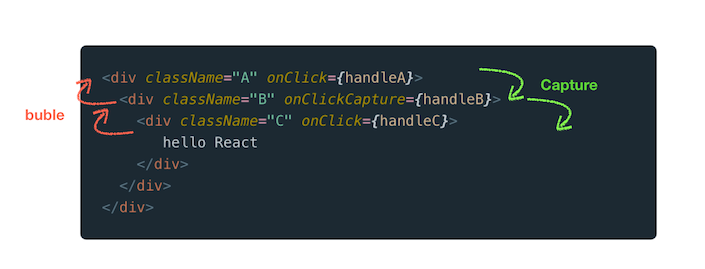 <div className="A" onClick={handleA}>
Capture
<div className="B" onClickCapture={handleB}>
buble
<div className="C" onClick={handleC}>
hello React
</div>
</div>
</div>